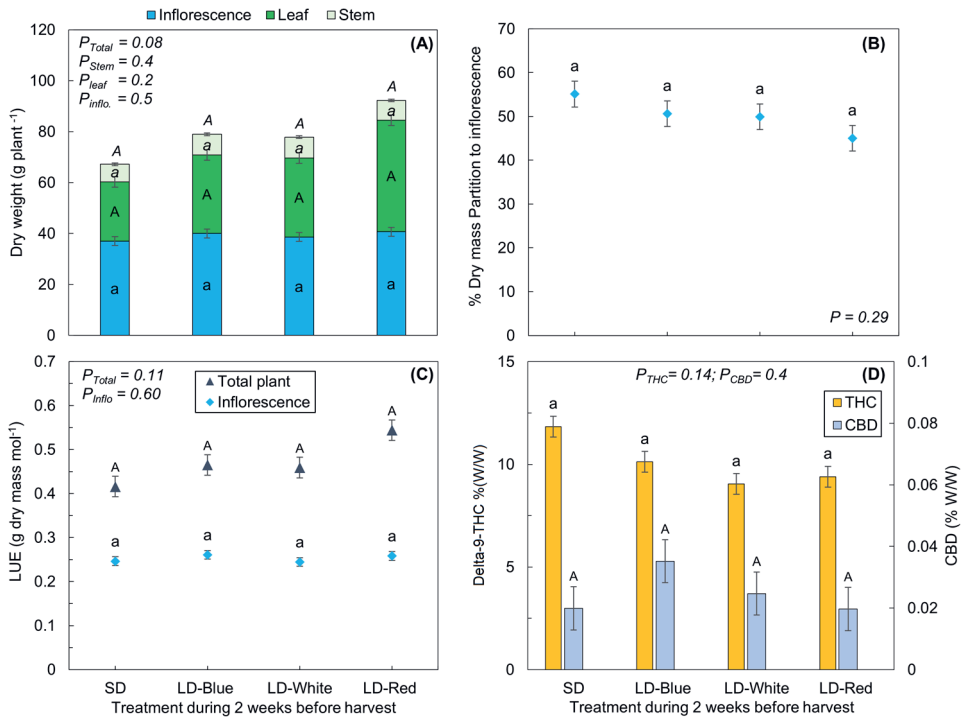 Inflorescence Leaf Stem
Dry weight (g plant ⁻¹)
120
100
80
60
40
20
0
P_Total = 0.08
P_Stem = 0.4
P_leaf = 0.2
P_inflo. = 0.5
(A)
A A A A
a a a a
A A A A
a a a a
% Dry mass Partition to inflorescence
70
60
50
40
30
20
10
0
(B)
a a a a
P = 0.29
LUE (g dry mass mol⁻¹)
0.7
0.6
0.5
0.4
0.3
0.2
0.1
0
P_Total = 0.11
P_Inflo = 0.60
(C)
Total plant
Inflorescence
A A A A
a a a a
SD LD-Blue LD-White LD-Red
Treatment during 2 weeks before harvest
Delta-9-THC %(W/W)
15
10
5
0
P_THC= 0.14; P_CBD= 0.4
(D)
THC
CBD
a a a a
A A A A
0.1
0.08
0.06
0.04
0.02
0
CBD (% W/W)
SD LD-Blue LD-White LD-Red
Treatment during 2 weeks before harvest